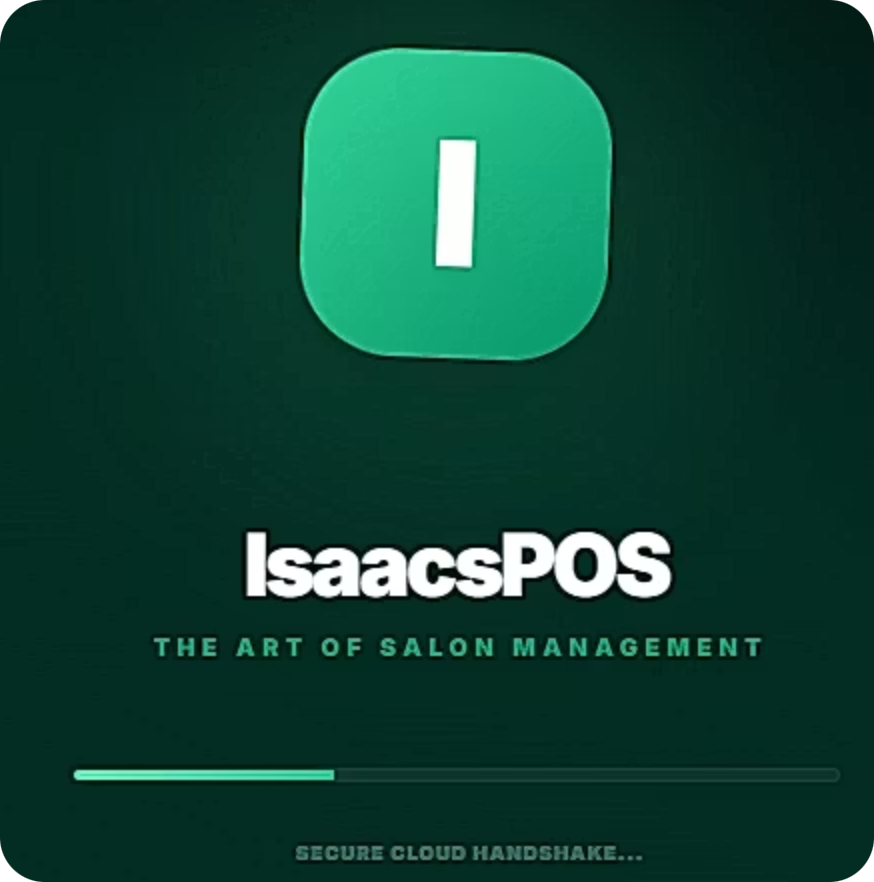 I
IsaacsPOS
THE ART OF SALON MANAGEMENT
SECURE CLOUD HANDSHAKE...